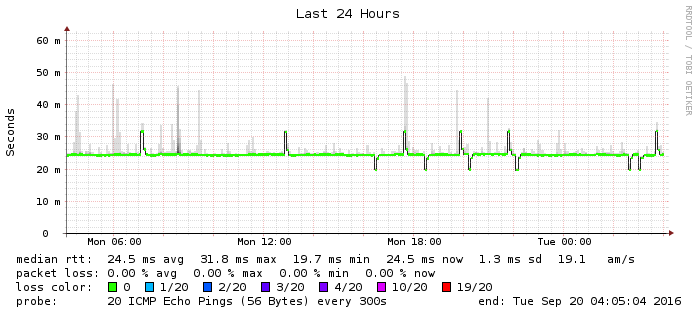 Last 24 Hours
RRDTOOL / TOBI OETIKER
Seconds
60 m
50 m
40 m
30 m
20 m
10 m
0
Mon 06:00 Mon 12:00 Mon 18:00 Tue 00:00
median rtt: 24.5 ms avg 31.8 ms max 19.7 ms min 24.5 ms now 1.3 ms sd 19.1 am/s
packet loss: 0.00 % avg 0.00 % max 0.00 % min 0.00 % now
loss color: 0 1/20 2/20 3/20 4/20 10/20 19/20
probe: 20 ICMP Echo Pings (56 Bytes) every 300s end: Tue Sep 20 04:05:04 2016